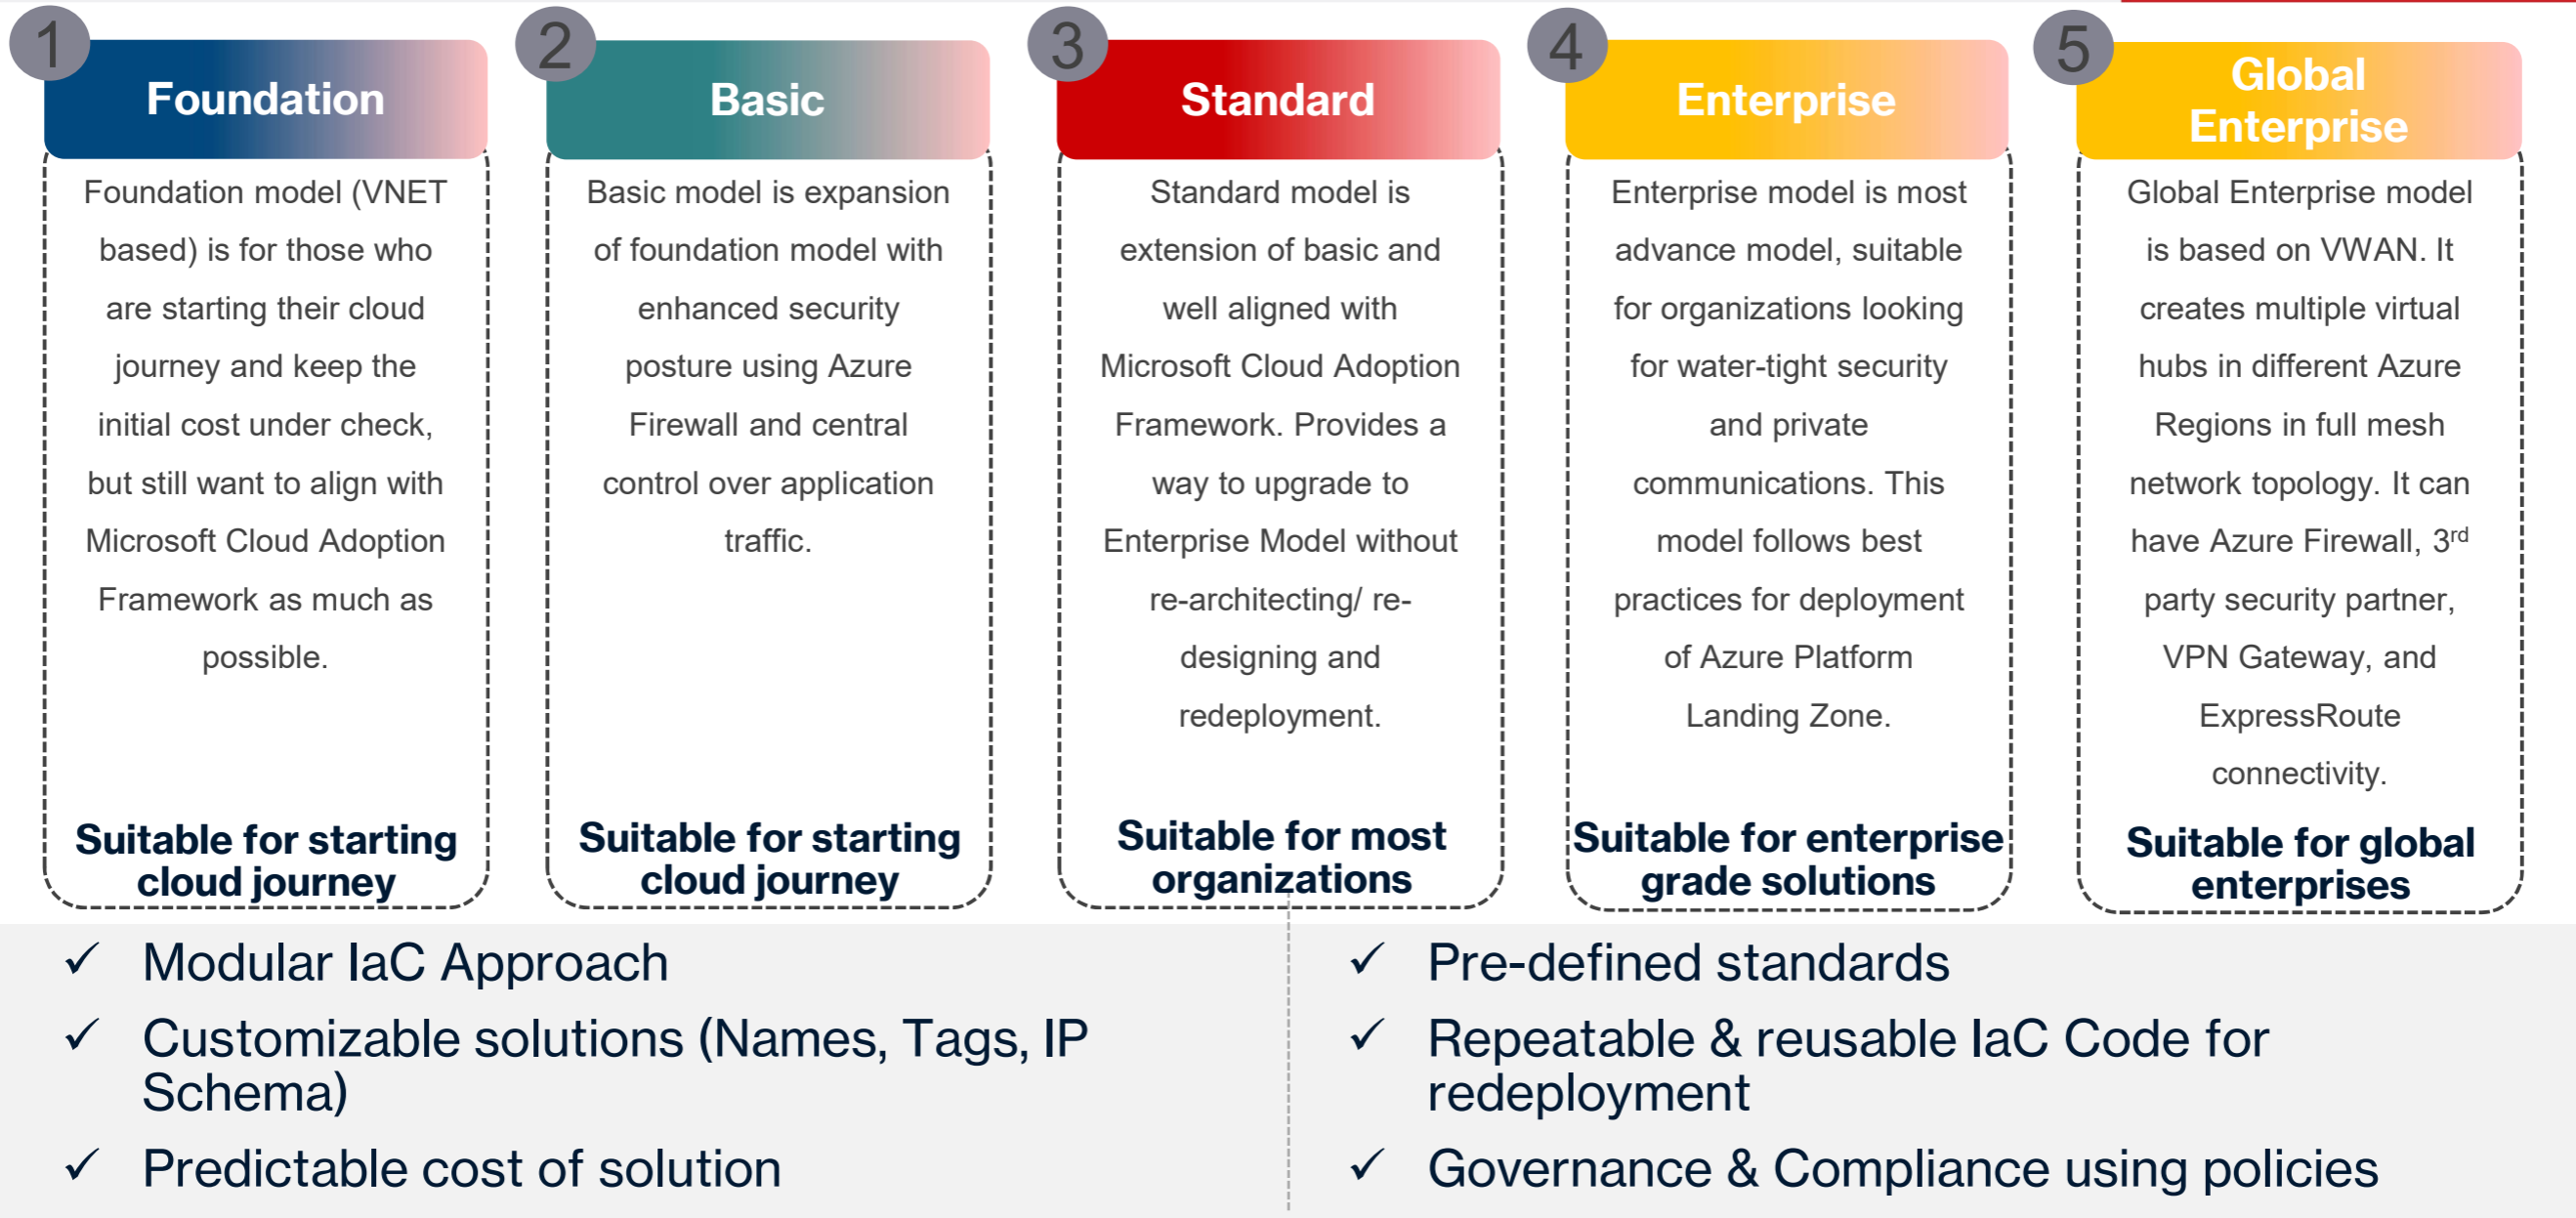 1
Foundation
Foundation model (VNET
based) is for those who
are starting their cloud
journey and keep the
initial cost under check,
but still want to align with
Microsoft Cloud Adoption
Framework as much as
possible.
Suitable for starting
cloud journey
2
Basic
Basic model is expansion
of foundation model with
enhanced security
posture using Azure
Firewall and central
control over application
traffic.
Suitable for starting
cloud journey
3
Standard
Standard model is
extension of basic and
well aligned with
Microsoft Cloud Adoption
Framework. Provides a
way to upgrade to
Enterprise Model without
re-architecting/ re-
designing and
redeployment.
Suitable for most
organizations
4
Enterprise
Enterprise model is most
advance model, suitable
for organizations looking
for water-tight security
and private
communications. This
model follows best
practices for deployment
of Azure Platform
Landing Zone.
Suitable for enterprise
grade solutions
5
Global
Enterprise
Global Enterprise model
is based on VWAN. It
creates multiple virtual
hubs in different Azure
Regions in full mesh
network topology. It can
have Azure Firewall, 3rd
party security partner,
VPN Gateway, and
ExpressRoute
connectivity.
Suitable for global
enterprises
✓ Modular IaC Approach
✓ Customizable solutions (Names, Tags, IP
Schema)
✓ Predictable cost of solution
✓ Pre-defined standards
✓ Repeatable & reusable IaC Code for
redeployment
✓ Governance & Compliance using policies